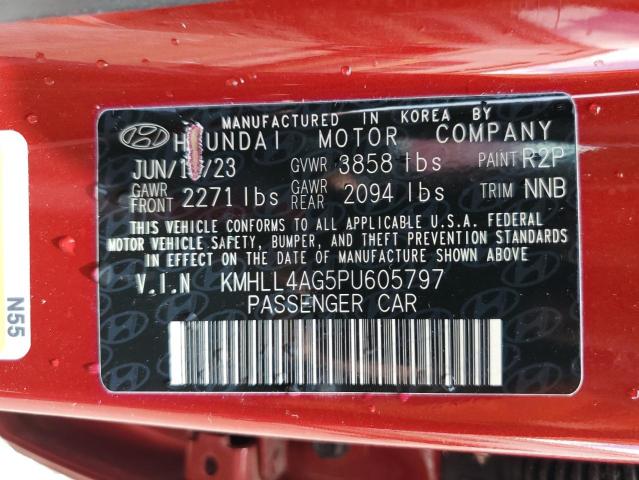 MANUFACTURED IN KOREA BY
HYUNDAI MOTOR COMPANY
GVWR 3858 lbs PAINT R2P
GAWR FRONT 2271 lbs GAWR REAR 2094 lbs TRIM NNB
THIS VEHICLE CONFORMS TO ALL APPLICABLE U.S.A. FEDERAL
MOTOR VEHICLE SAFETY, BUMPER, AND THEFT PREVENTION STANDARDS
IN EFFECT ON THE DATE OF MANUFACTURE SHOWN ABOVE
V.I.N KMHLL4AG5PU605797
PASSENGER CAR
N55